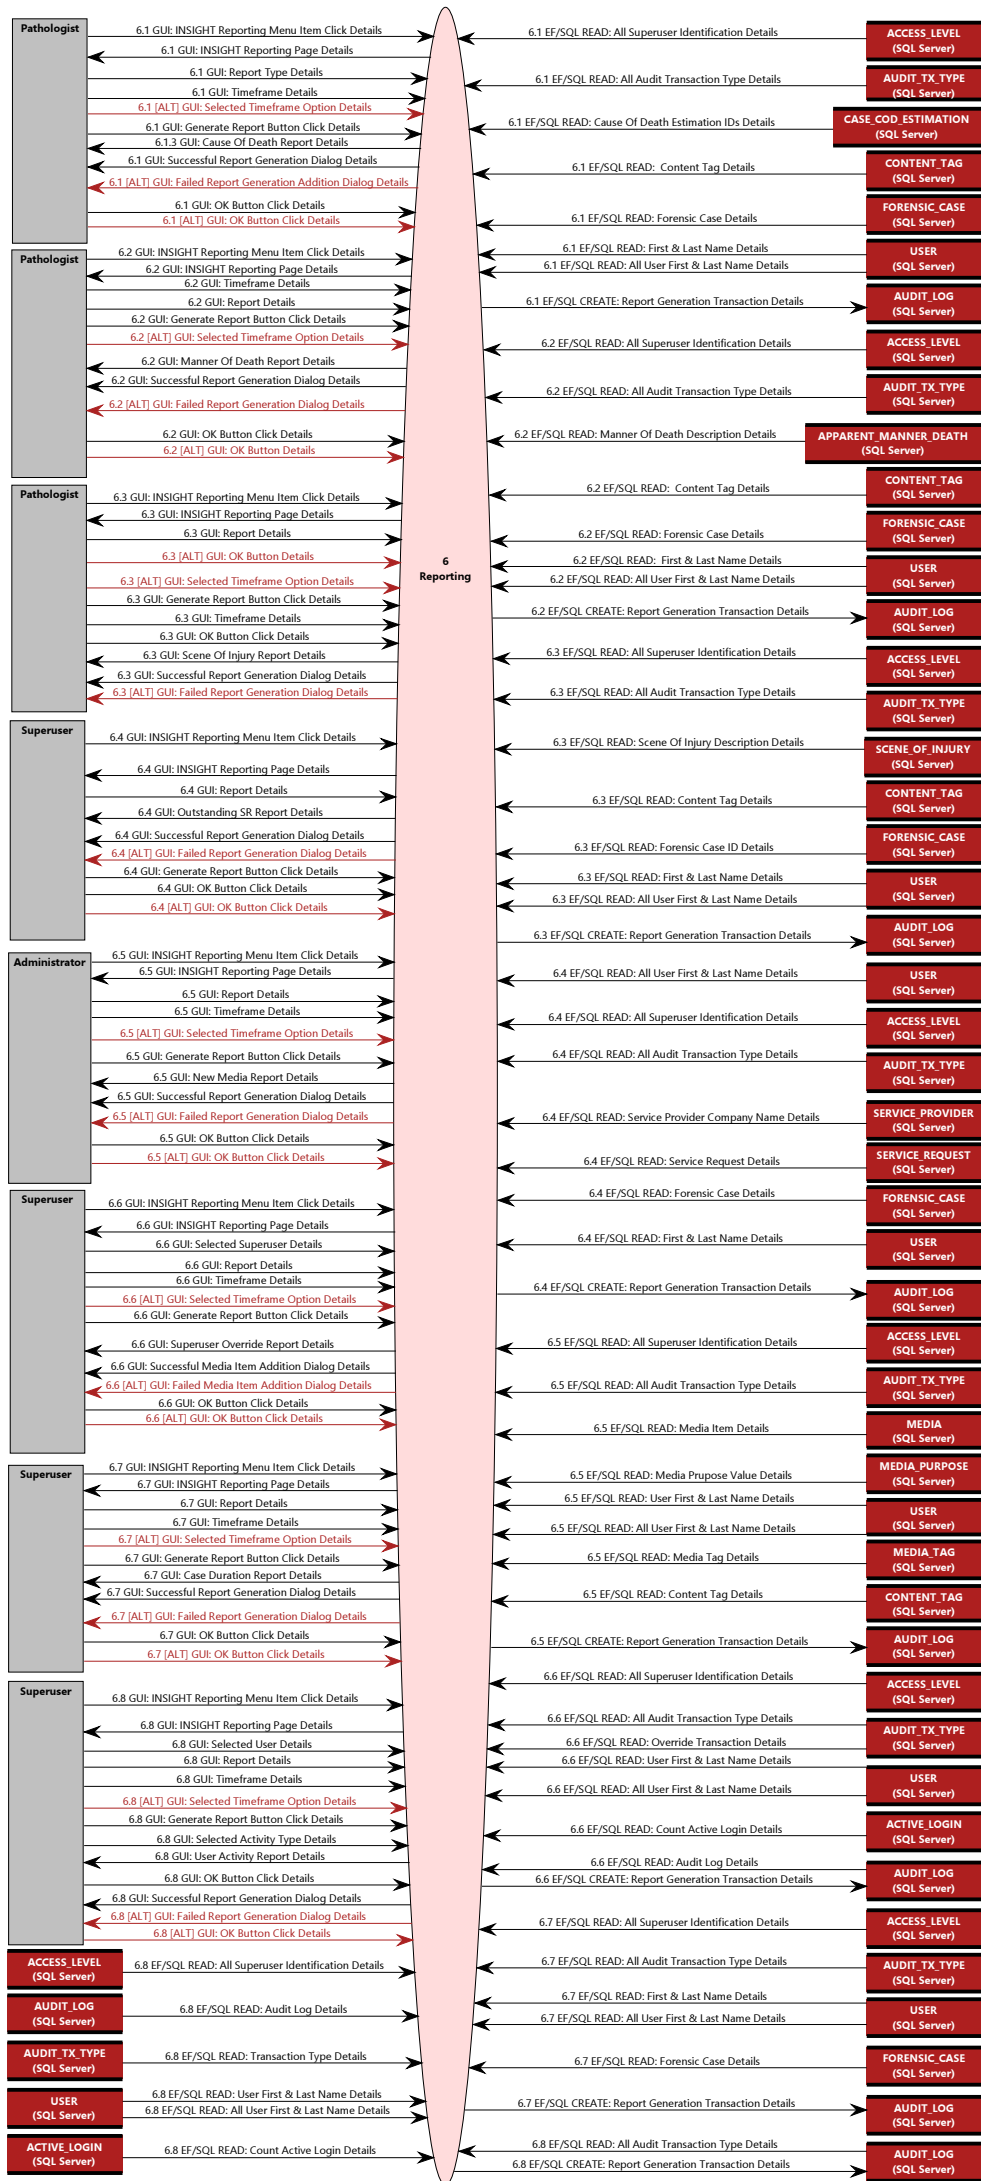 Pathologist
6.1 GUI: INSIGHT Reporting Menu Item Click Details
6.1 GUI: INSIGHT Reporting Page Details
6.1 GUI: Report Type Details
6.1 GUI: Timeframe Details
6.1 [ALT] GUI: Selected Timeframe Option Details
6.1 GUI: Generate Report Button Click Details
6.1.3 GUI: Cause Of Death Report Details
6.1 GUI: Successful Report Generation Dialog Details
6.1 [ALT] GUI: Failed Report Generation Addition Dialog Details
6.1 GUI: OK Button Click Details
6.1 [ALT] GUI: OK Button Click Details
Pathologist
6.2 GUI: INSIGHT Reporting Menu Item Click Details
6.2 GUI: INSIGHT Reporting Page Details
6.2 GUI: Timeframe Details
6.2 GUI: Report Details
6.2 GUI: Generate Report Button Click Details
6.2 [ALT] GUI: Selected Timeframe Option Details
6.2 GUI: Manner Of Death Report Details
6.2 GUI: Successful Report Generation Dialog Details
6.2 [ALT] GUI: Failed Report Generation Dialog Details
6.2 GUI: OK Button Click Details
6.2 [ALT] GUI: OK Button Details
Pathologist
6.3 GUI: INSIGHT Reporting Menu Item Click Details
6.3 GUI: INSIGHT Reporting Page Details
6.3 GUI: Report Details
6.3 [ALT] GUI: OK Button Details
6.3 [ALT] GUI: Selected Timeframe Option Details
6.3 GUI: Generate Report Button Click Details
6.3 GUI: Timeframe Details
6.3 GUI: OK Button Click Details
6.3 GUI: Scene Of Injury Report Details
6.3 GUI: Successful Report Generation Dialog Details
6.3 [ALT] GUI: Failed Report Generation Dialog Details
Superuser
6.4 GUI: INSIGHT Reporting Menu Item Click Details
6.4 GUI: INSIGHT Reporting Page Details
6.4 GUI: Report Details
6.4 GUI: Outstanding SR Report Details
6.4 GUI: Successful Report Generation Dialog Details
6.4 [ALT] GUI: Failed Report Generation Dialog Details
6.4 GUI: Generate Report Button Click Details
6.4 GUI: OK Button Click Details
6.4 [ALT] GUI: OK Button Click Details
Administrator
6.5 GUI: INSIGHT Reporting Menu Item Click Details
6.5 GUI: INSIGHT Reporting Page Details
6.5 GUI: Report Details
6.5 GUI: Timeframe Details
6.5 [ALT] GUI: Selected Timeframe Option Details
6.5 GUI: Generate Report Button Click Details
6.5 GUI: New Media Report Details
6.5 GUI: Successful Report Generation Dialog Details
6.5 [ALT] GUI: Failed Report Generation Dialog Details
6.5 GUI: OK Button Click Details
6.5 [ALT] GUI: OK Button Click Details
Superuser
6.6 GUI: INSIGHT Reporting Menu Item Click Details
6.6 GUI: INSIGHT Reporting Page Details
6.6 GUI: Selected Superuser Details
6.6 GUI: Report Details
6.6 GUI: Timeframe Details
6.6 [ALT] GUI: Selected Timeframe Option Details
6.6 GUI: Generate Report Button Click Details
6.6 GUI: Superuser Override Report Details
6.6 GUI: Successful Media Item Addition Dialog Details
6.6 [ALT] GUI: Failed Media Item Addition Dialog Details
6.6 GUI: OK Button Click Details
6.6 [ALT] GUI: OK Button Click Details
Superuser
6.7 GUI: INSIGHT Reporting Menu Item Click Details
6.7 GUI: INSIGHT Reporting Page Details
6.7 GUI: Report Details
6.7 GUI: Timeframe Details
6.7 [ALT] GUI: Selected Timeframe Option Details
6.7 GUI: Generate Report Button Click Details
6.7 GUI: Case Duration Report Details
6.7 GUI: Successful Report Generation Dialog Details
6.7 [ALT] GUI: Failed Report Generation Dialog Details
6.7 GUI: OK Button Click Details
6.7 [ALT] GUI: OK Button Click Details
Superuser
6.8 GUI: INSIGHT Reporting Menu Item Click Details
6.8 GUI: INSIGHT Reporting Page Details
6.8 GUI: Selected User Details
6.8 GUI: Report Details
6.8 GUI: Timeframe Details
6.8 [ALT] GUI: Selected Timeframe Option Details
6.8 GUI: Generate Report Button Click Details
6.8 GUI: Selected Activity Type Details
6.8 GUI: User Activity Report Details
6.8 GUI: OK Button Click Details
6.8 GUI: Successful Report Generation Dialog Details
6.8 [ALT] GUI: Failed Report Generation Dialog Details
6.8 [ALT] GUI: OK Button Click Details
ACCESS_LEVEL
(SQL Server)
6.8 EF/SQL READ: All Superuser Identification Details
AUDIT_LOG
(SQL Server)
6.8 EF/SQL READ: Audit Log Details
AUDIT_TX_TYPE
(SQL Server)
6.8 EF/SQL READ: Transaction Type Details
USER
(SQL Server)
6.8 EF/SQL READ: User First & Last Name Details
6.8 EF/SQL READ: All User First & Last Name Details
ACTIVE_LOGIN
(SQL Server)
6.8 EF/SQL READ: Count Active Login Details
6
Reporting
6.1 EF/SQL READ: All Superuser Identification Details
ACCESS_LEVEL
(SQL Server)
6.1 EF/SQL READ: All Audit Transaction Type Details
AUDIT_TX_TYPE
(SQL Server)
6.1 EF/SQL READ: Cause Of Death Estimation IDs Details
CASE_COD_ESTIMATION
(SQL Server)
6.1 EF/SQL READ: Content Tag Details
CONTENT_TAG
(SQL Server)
6.1 EF/SQL READ: Forensic Case Details
FORENSIC_CASE
(SQL Server)
6.1 EF/SQL READ: First & Last Name Details
6.1 EF/SQL READ: All User First & Last Name Details
USER
(SQL Server)
6.1 EF/SQL CREATE: Report Generation Transaction Details
AUDIT_LOG
(SQL Server)
6.2 EF/SQL READ: All Superuser Identification Details
ACCESS_LEVEL
(SQL Server)
6.2 EF/SQL READ: All Audit Transaction Type Details
AUDIT_TX_TYPE
(SQL Server)
6.2 EF/SQL READ: Manner Of Death Description Details
APPARENT_MANNER_DEATH
(SQL Server)
6.2 EF/SQL READ: Content Tag Details
CONTENT_TAG
(SQL Server)
6.2 EF/SQL READ: Forensic Case Details
FORENSIC_CASE
(SQL Server)
6.2 EF/SQL READ: First & Last Name Details
6.2 EF/SQL READ: All User First & Last Name Details
USER
(SQL Server)
6.2 EF/SQL CREATE: Report Generation Transaction Details
AUDIT_LOG
(SQL Server)
6.3 EF/SQL READ: All Superuser Identification Details
ACCESS_LEVEL
(SQL Server)
6.3 EF/SQL READ: All Audit Transaction Type Details
AUDIT_TX_TYPE
(SQL Server)
6.3 EF/SQL READ: Scene Of Injury Description Details
SCENE_OF_INJURY
(SQL Server)
6.3 EF/SQL READ: Content Tag Details
CONTENT_TAG
(SQL Server)
6.3 EF/SQL READ: Forensic Case ID Details
FORENSIC_CASE
(SQL Server)
6.3 EF/SQL READ: First & Last Name Details
6.3 EF/SQL READ: All User First & Last Name Details
USER
(SQL Server)
6.3 EF/SQL CREATE: Report Generation Transaction Details
AUDIT_LOG
(SQL Server)
6.4 EF/SQL READ: All User First & Last Name Details
USER
(SQL Server)
6.4 EF/SQL READ: All Superuser Identification Details
ACCESS_LEVEL
(SQL Server)
6.4 EF/SQL READ: All Audit Transaction Type Details
AUDIT_TX_TYPE
(SQL Server)
6.4 EF/SQL READ: Service Provider Company Name Details
SERVICE_PROVIDER
(SQL Server)
6.4 EF/SQL READ: Service Request Details
SERVICE_REQUEST
(SQL Server)
6.4 EF/SQL READ: Forensic Case Details
FORENSIC_CASE
(SQL Server)
6.4 EF/SQL READ: First & Last Name Details
USER
(SQL Server)
6.4 EF/SQL CREATE: Report Generation Transaction Details
AUDIT_LOG
(SQL Server)
6.5 EF/SQL READ: All Superuser Identification Details
ACCESS_LEVEL
(SQL Server)
6.5 EF/SQL READ: All Audit Transaction Type Details
AUDIT_TX_TYPE
(SQL Server)
6.5 EF/SQL READ: Media Item Details
MEDIA
(SQL Server)
6.5 EF/SQL READ: Media Prupose Value Details
MEDIA_PURPOSE
(SQL Server)
6.5 EF/SQL READ: User First & Last Name Details
6.5 EF/SQL READ: All User First & Last Name Details
USER
(SQL Server)
6.5 EF/SQL READ: Media Tag Details
MEDIA_TAG
(SQL Server)
6.5 EF/SQL READ: Content Tag Details
CONTENT_TAG
(SQL Server)
6.5 EF/SQL CREATE: Report Generation Transaction Details
AUDIT_LOG
(SQL Server)
6.6 EF/SQL READ: All Superuser Identification Details
ACCESS_LEVEL
(SQL Server)
6.6 EF/SQL READ: All Audit Transaction Type Details
6.6 EF/SQL READ: Override Transaction Details
AUDIT_TX_TYPE
(SQL Server)
6.6 EF/SQL READ: User First & Last Name Details
6.6 EF/SQL READ: All User First & Last Name Details
USER
(SQL Server)
6.6 EF/SQL READ: Count Active Login Details
ACTIVE_LOGIN
(SQL Server)
6.6 EF/SQL READ: Audit Log Details
6.6 EF/SQL CREATE: Report Generation Transaction Details
AUDIT_LOG
(SQL Server)
6.7 EF/SQL READ: All Superuser Identification Details
ACCESS_LEVEL
(SQL Server)
6.7 EF/SQL READ: All Audit Transaction Type Details
AUDIT_TX_TYPE
(SQL Server)
6.7 EF/SQL READ: First & Last Name Details
6.7 EF/SQL READ: All User First & Last Name Details
USER
(SQL Server)
6.7 EF/SQL READ: Forensic Case Details
FORENSIC_CASE
(SQL Server)
6.7 EF/SQL CREATE: Report Generation Transaction Details
AUDIT_LOG
(SQL Server)
6.8 EF/SQL READ: All Audit Transaction Type Details
6.8 EF/SQL CREATE: Report Generation Transaction Details
AUDIT_LOG
(SQL Server)